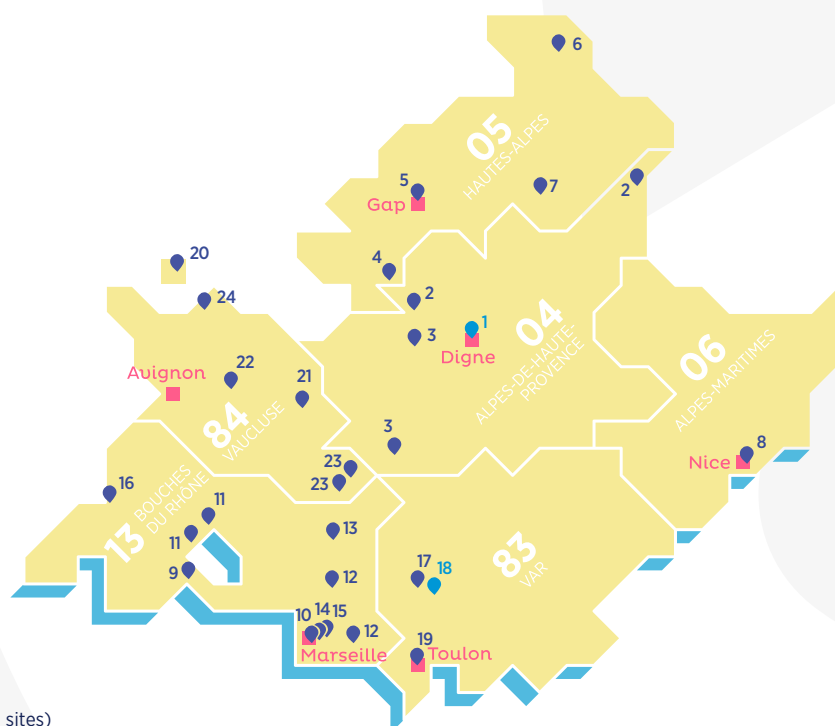 6
05
HAUTES-ALPES
5
Gap
7
2
20
4
24
2
3
1
Digne
04
ALPES-DE-HAUTE-
PROVENCE
06
ALPES-MARITIMES
Avignon
22
21
84
VAUCLUSE
3
8
Nice
23
23
16
13
BOUCHES
DU RHÔNE
11
11
13
9
12
17
18
83
VAR
10
14
15
12
Marseille
19
Toulon
sites)